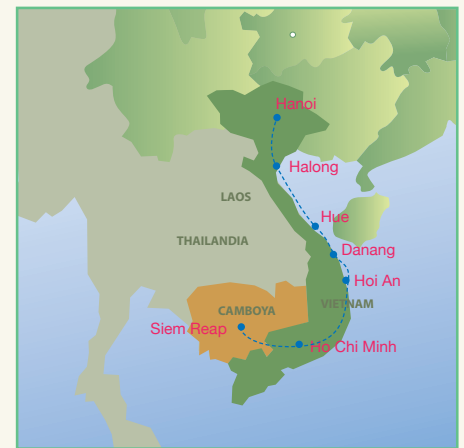 Hanoi
Halong
LAOS
Hue
THAILANDIA
Danang
Hoi An
CAMBOYA
VIETNAM
Siem Reap
Ho Chi Minh